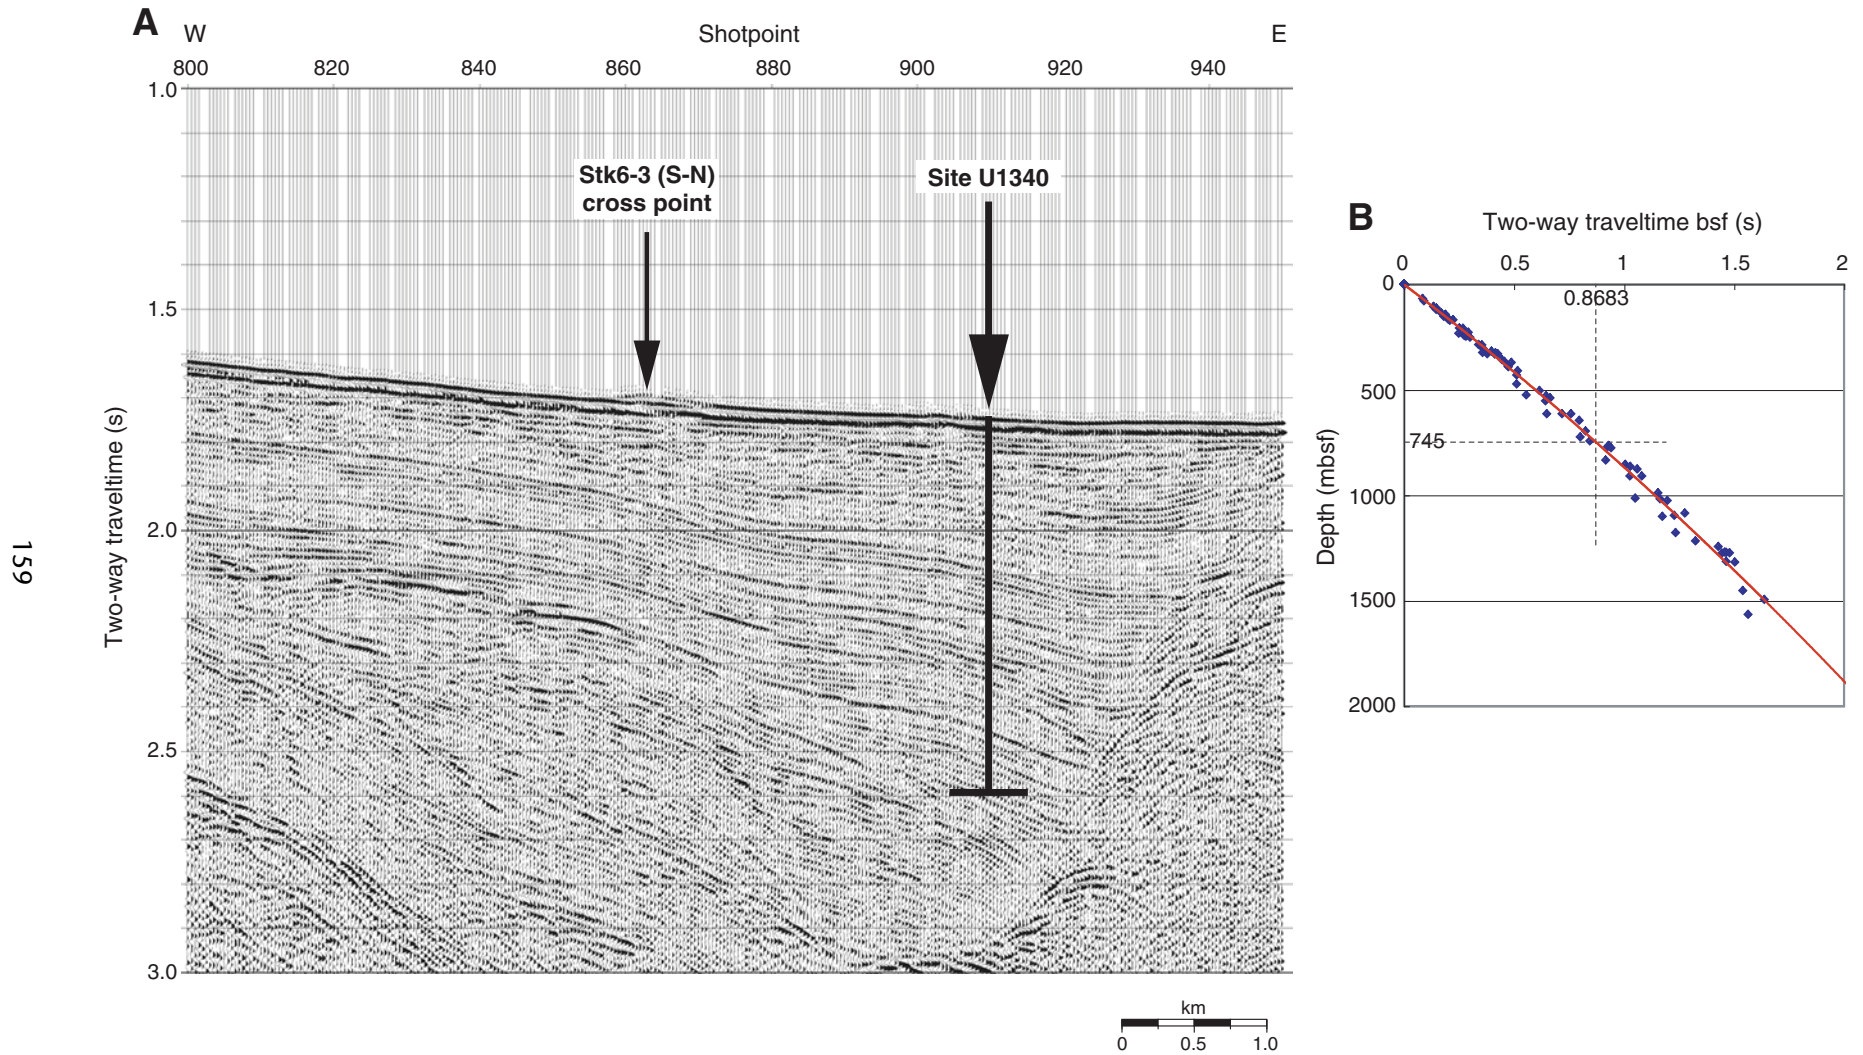 A
W
Shotpoint
E
800 820 840 860 880 900 920 940
1.0
1.5
2.0
2.5
3.0
Two-way traveltime (s)
Stk6-3 (S-N)
cross point
Site U1340
km
0 0.5 1.0
B
Two-way traveltime bsf (s)
0 0.5 1 1.5 2
0
0.8683
500
745
1000
1500
2000
Depth (mbsf)
159